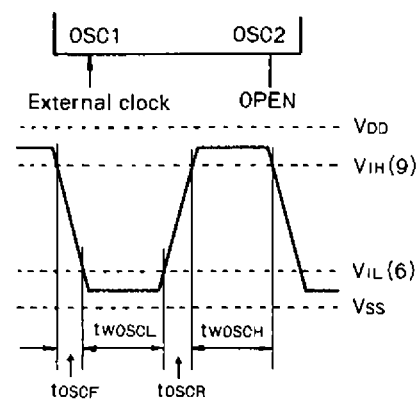 OSC1 OSC2
External clock OPEN
VDD
VIH(9)
VIL(6)
VSS
twOSCL twOSCH
tOSCF tOSCR